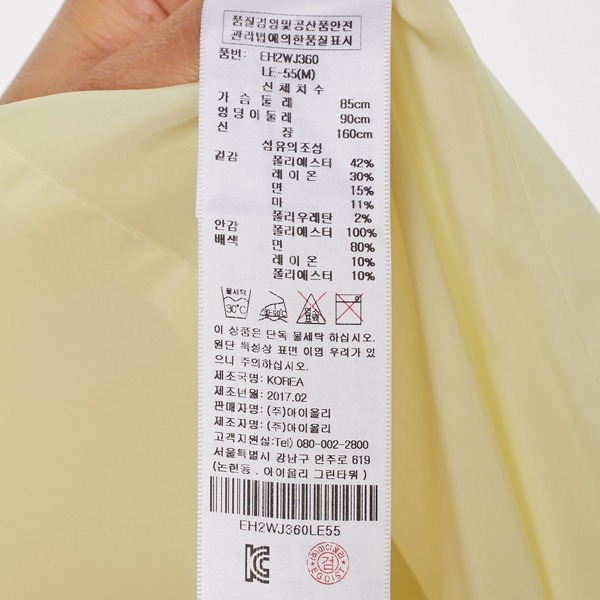 품질경영및공산품안전
관리법에의한품질표시
품번: EH2WJ360
LE-55(M)
신체치수
가슴둘레 85cm
엉덩이둘레 90cm
신 장 160cm
섬유의조성
겉감 폴리에스터 42%
레이온 30%
면 15%
마 11%
폴리우레탄 2%
안감 폴리에스터 100%
배색 면 80%
레이온 10%
폴리에스터 10%
물세탁
30℃
염소
표백
이 상품은 단독 물세탁 하십시오.
원단 특성상 표면 이염 우려가 있
으니 주의하십시오.
제조국명: KOREA
제조년월: 2017.02
판매자명: (주)아이올리
제조자명: (주)아이올리
고객지원실:Tel) 080-002-2800
서울특별시 강남구 언주로 619
(논현동 . 아이올리 그린타워 )
EH2WJ360LE55
(주)아이올리
검
EGOIST